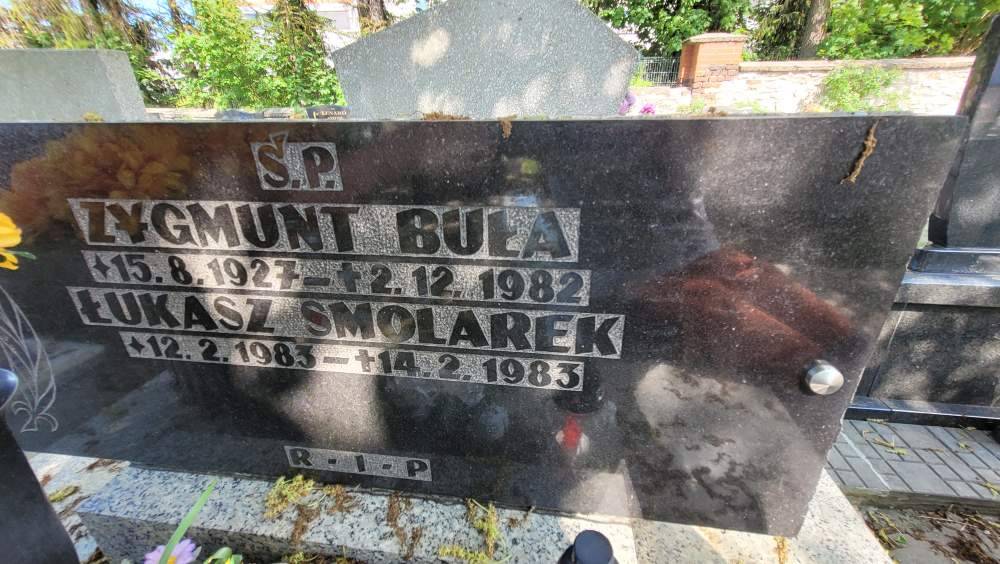 Ś.P.
ZYGMUNT BUŁA
✦15.8.1927–✝2.12.1982
ŁUKASZ SMOLAREK
✦12.2.1983–✝14.2.1983
R-I-P